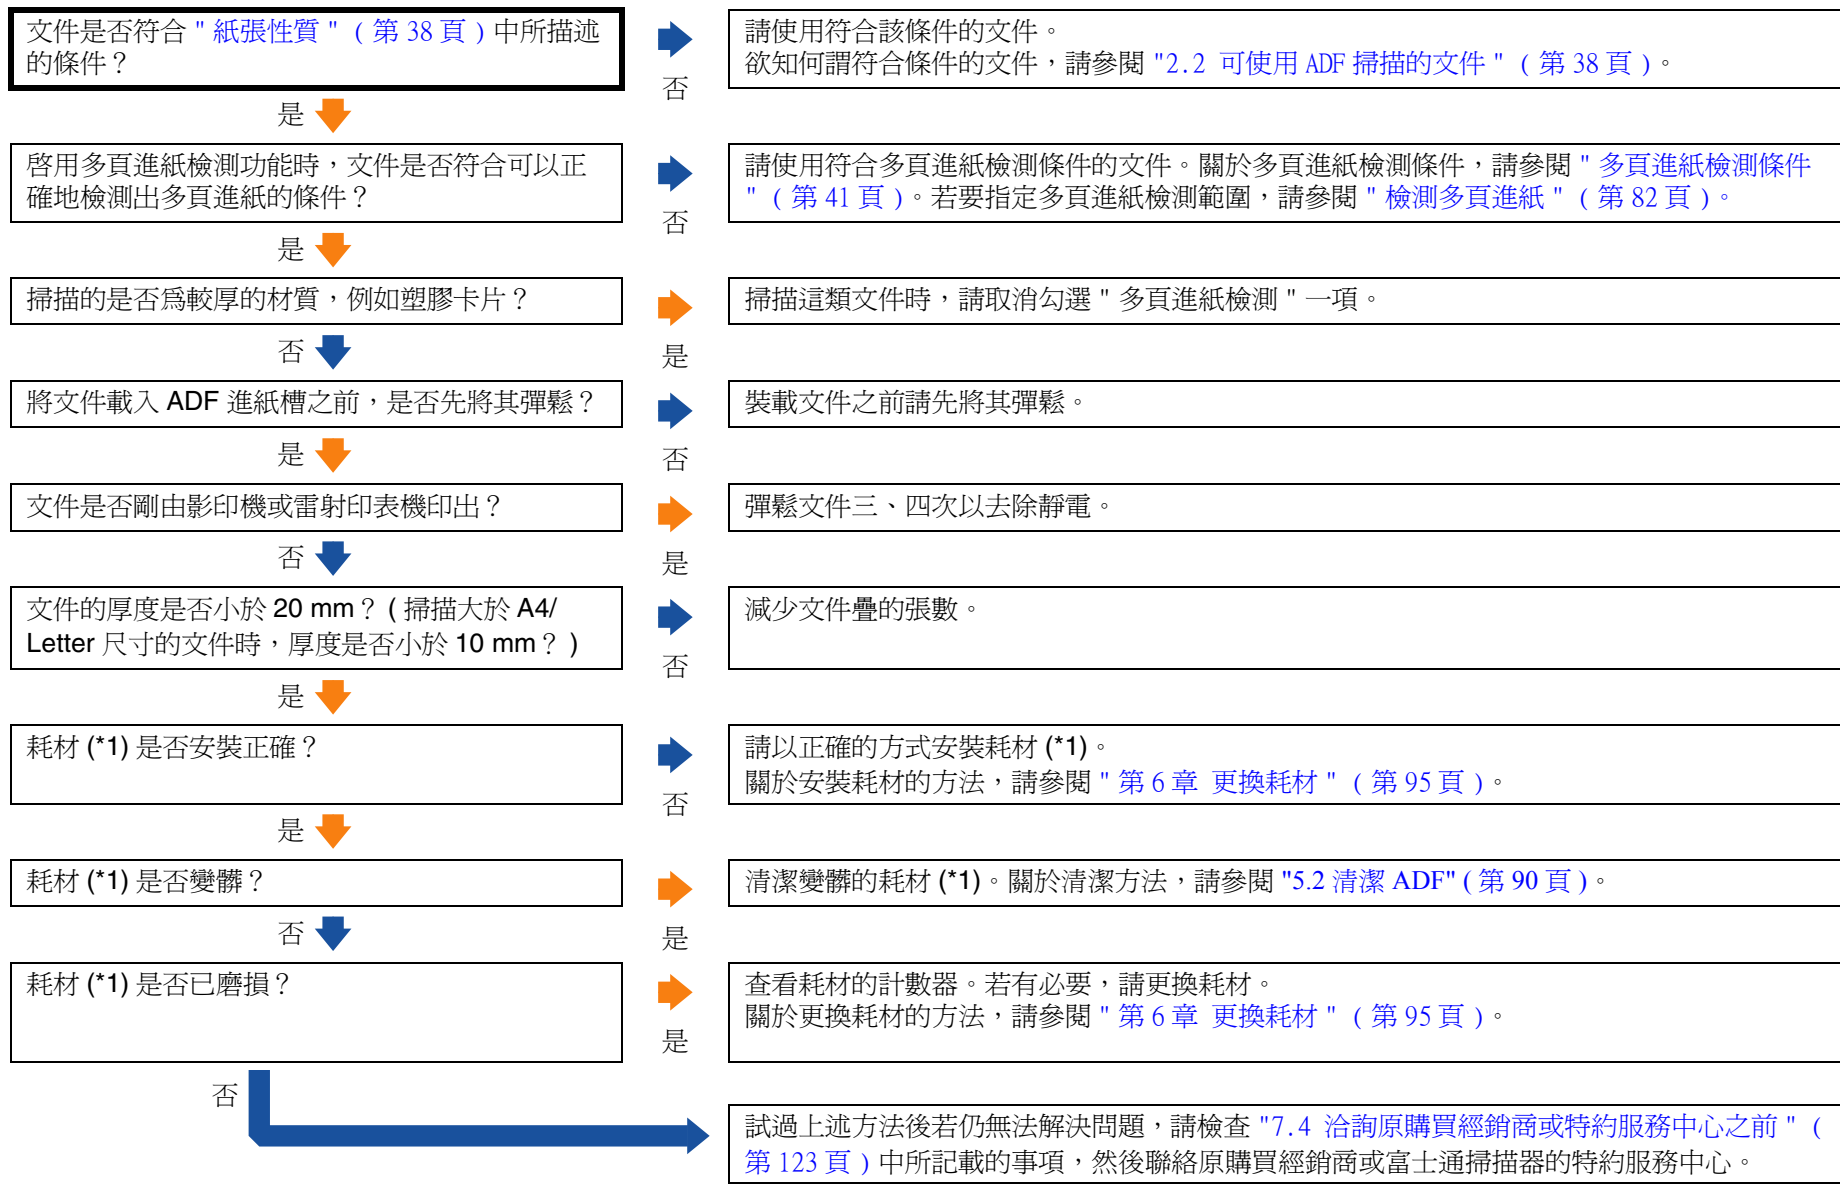 文件是否符合 " 紙張性質 " ( 第 38 頁 ) 中所描述
的條件？
否
請使用符合該條件的文件。
欲知何謂符合條件的文件，請參閱 "2.2 可使用 ADF 掃描的文件 " ( 第 38 頁 )。
是
啓用多頁進紙檢測功能時，文件是否符合可以正
確地檢測出多頁進紙的條件？
否
請使用符合多頁進紙檢測條件的文件。關於多頁進紙檢測條件，請參閱 " 多頁進紙檢測條件
" ( 第 41 頁 )。若要指定多頁進紙檢測範圍，請參閱 " 檢測多頁進紙 " ( 第 82 頁 )。
是
掃描的是否爲較厚的材質，例如塑膠卡片？
是
掃描這類文件時，請取消勾選 " 多頁進紙檢測 " 一項。
否
將文件載入 ADF 進紙槽之前，是否先將其彈鬆？
否
裝載文件之前請先將其彈鬆。
是
文件是否剛由影印機或雷射印表機印出？
是
彈鬆文件三、四次以去除靜電。
否
文件的厚度是否小於 20 mm？ ( 掃描大於 A4/
Letter 尺寸的文件時，厚度是否小於 10 mm？ )
否
減少文件疊的張數。
是
耗材 (*1) 是否安裝正確？
否
請以正確的方式安裝耗材 (*1)。
關於安裝耗材的方法，請參閱 " 第 6 章 更換耗材 " ( 第 95 頁 )。
是
耗材 (*1) 是否變髒？
是
清潔變髒的耗材 (*1)。關於清潔方法，請參閱 "5.2 清潔 ADF" ( 第 90 頁 )。
否
耗材 (*1) 是否已磨損？
是
查看耗材的計數器。若有必要，請更換耗材。
關於更換耗材的方法，請參閱 " 第 6 章 更換耗材 " ( 第 95 頁 )。
否
試過上述方法後若仍無法解決問題，請檢查 "7.4 洽詢原購買經銷商或特約服務中心之前 " (
第 123 頁 ) 中所記載的事項，然後聯絡原購買經銷商或富士通掃描器的特約服務中心。